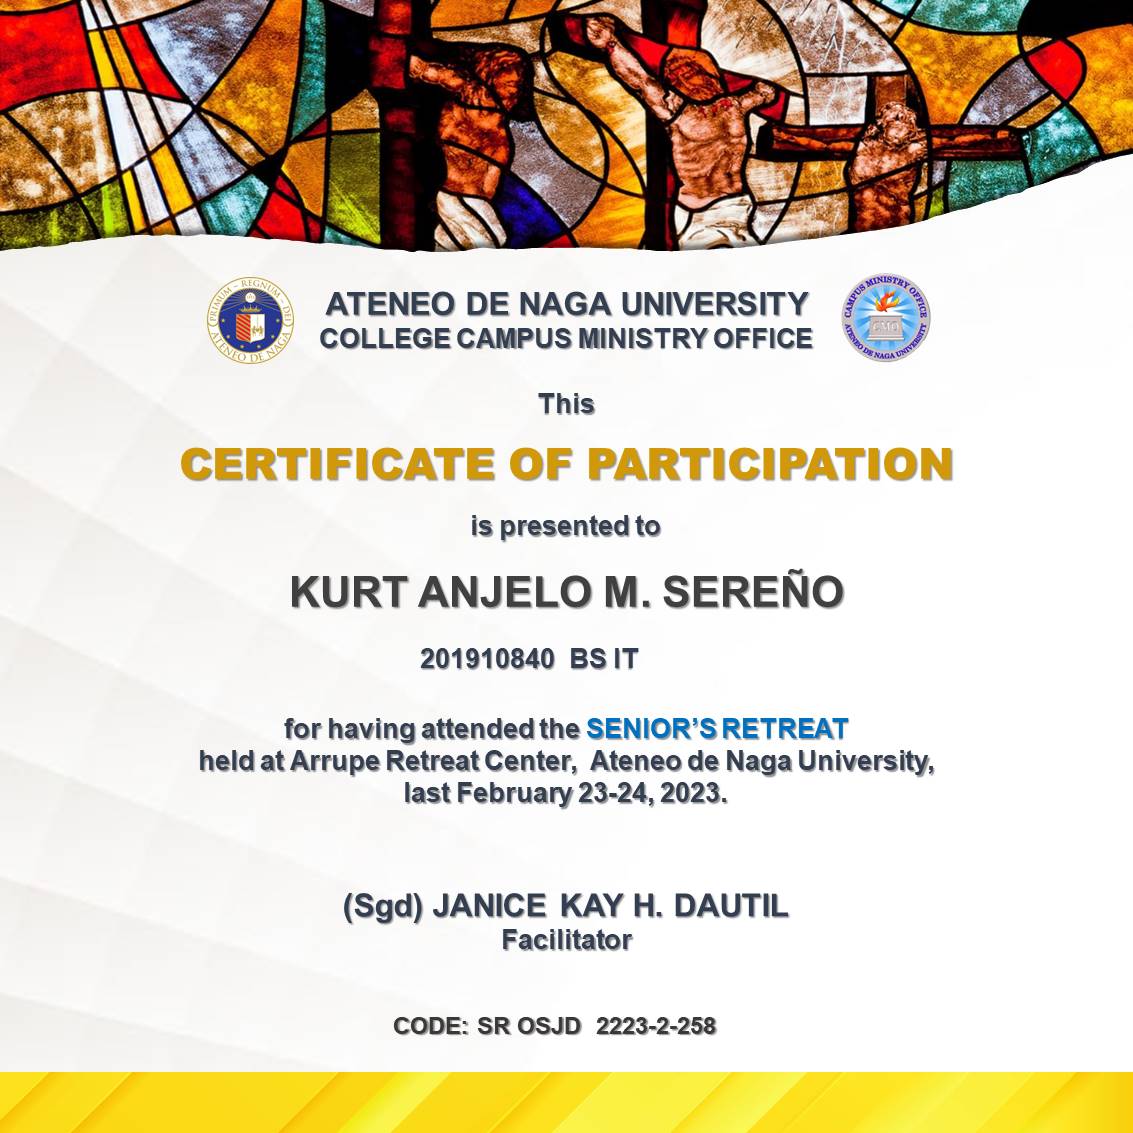 ATENEO DE NAGA UNIVERSITY
COLLEGE CAMPUS MINISTRY OFFICE
PRIMUM - REGNUM - DEI
ATENEO DE NAGA
CAMPUS MINISTRY OFFICE
CMO
ATENEO DE NAGA UNIVERSITY
This
CERTIFICATE OF PARTICIPATION
is presented to
KURT ANJELO M. SEREÑO
201910840 BS IT
for having attended the SENIOR’S RETREAT
held at Arrupe Retreat Center, Ateneo de Naga University,
last February 23-24, 2023.
(Sgd) JANICE KAY H. DAUTIL
Facilitator
CODE: SR OSJD 2223-2-258